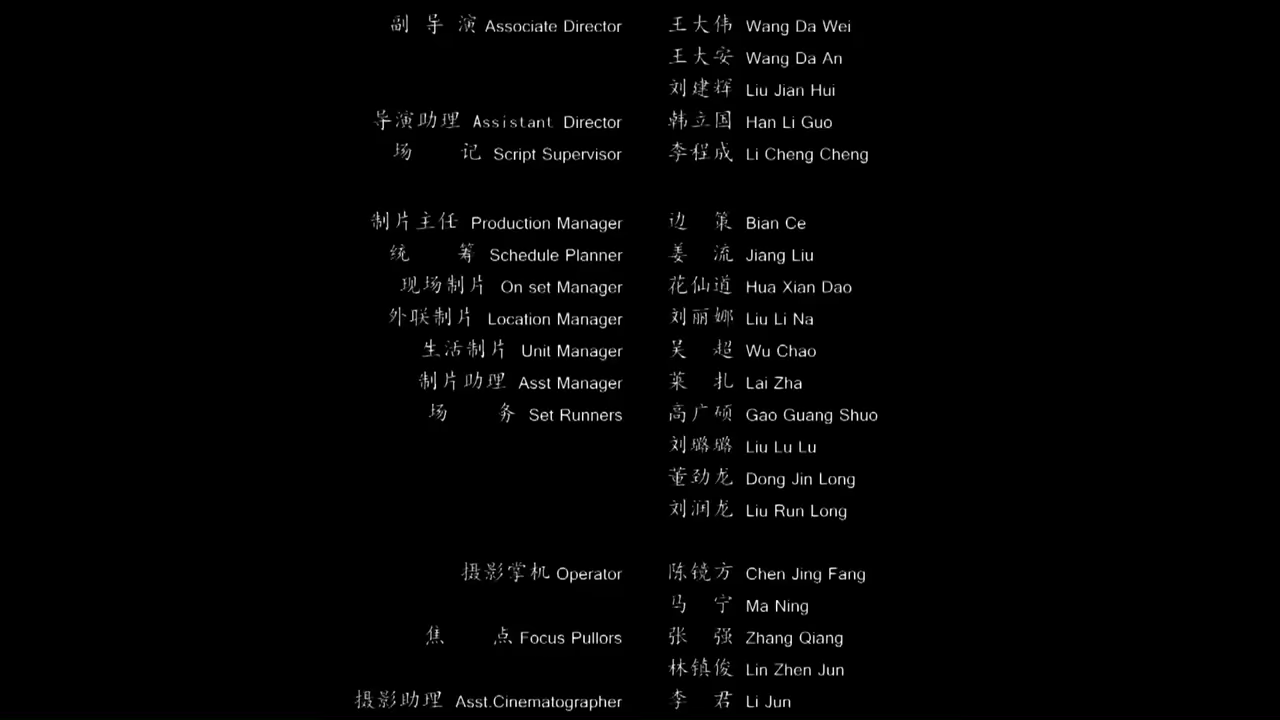 副导演 Associate Director 王大伟 Wang Da Wei
王大安 Wang Da An
刘建辉 Liu Jian Hui
导演助理 Assistant Director 韩立国 Han Li Guo
场记 Script Supervisor 李程成 Li Cheng Cheng
制片主任 Production Manager 边策 Bian Ce
统筹 Schedule Planner 姜流 Jiang Liu
现场制片 On set Manager 花仙道 Hua Xian Dao
外联制片 Location Manager 刘丽娜 Liu Li Na
生活制片 Unit Manager 吴超 Wu Chao
制片助理 Asst Manager 莱扎 Lai Zha
场务 Set Runners 高广硕 Gao Guang Shuo
刘璐璐 Liu Lu Lu
董劲龙 Dong Jin Long
刘润龙 Liu Run Long
摄影掌机 Operator 陈镜方 Chen Jing Fang
马宁 Ma Ning
焦点 Focus Pullors 张强 Zhang Qiang
林镇俊 Lin Zhen Jun
摄影助理 Asst.Cinematographer 李君 Li Jun